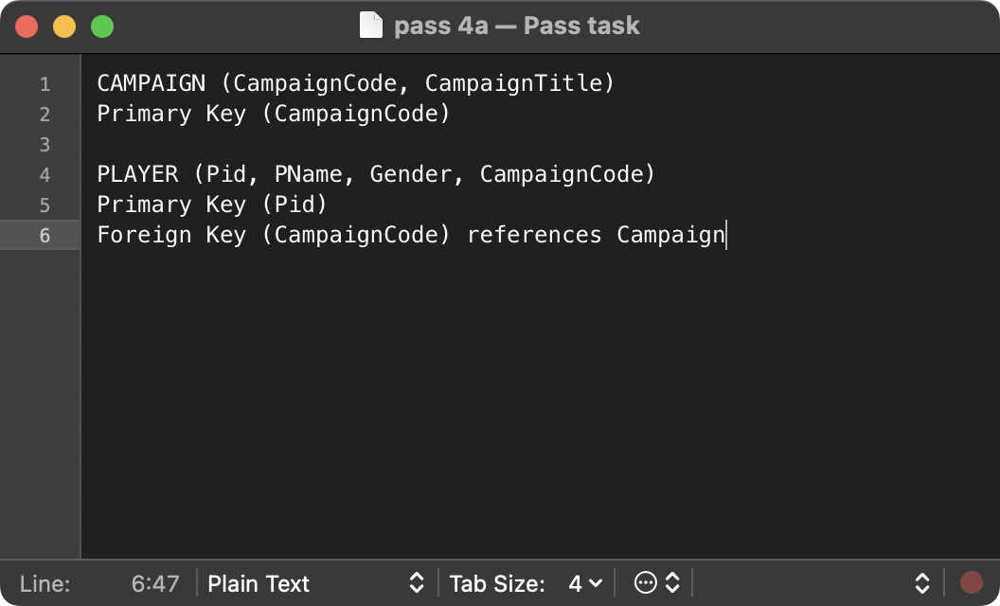 pass 4a — Pass task
1 CAMPAIGN (CampaignCode, CampaignTitle)
2 Primary Key (CampaignCode)
3
4 PLAYER (Pid, PName, Gender, CampaignCode)
5 Primary Key (Pid)
6 Foreign Key (CampaignCode) references Campaign
Line: 6:47 Plain Text Tab Size: 4